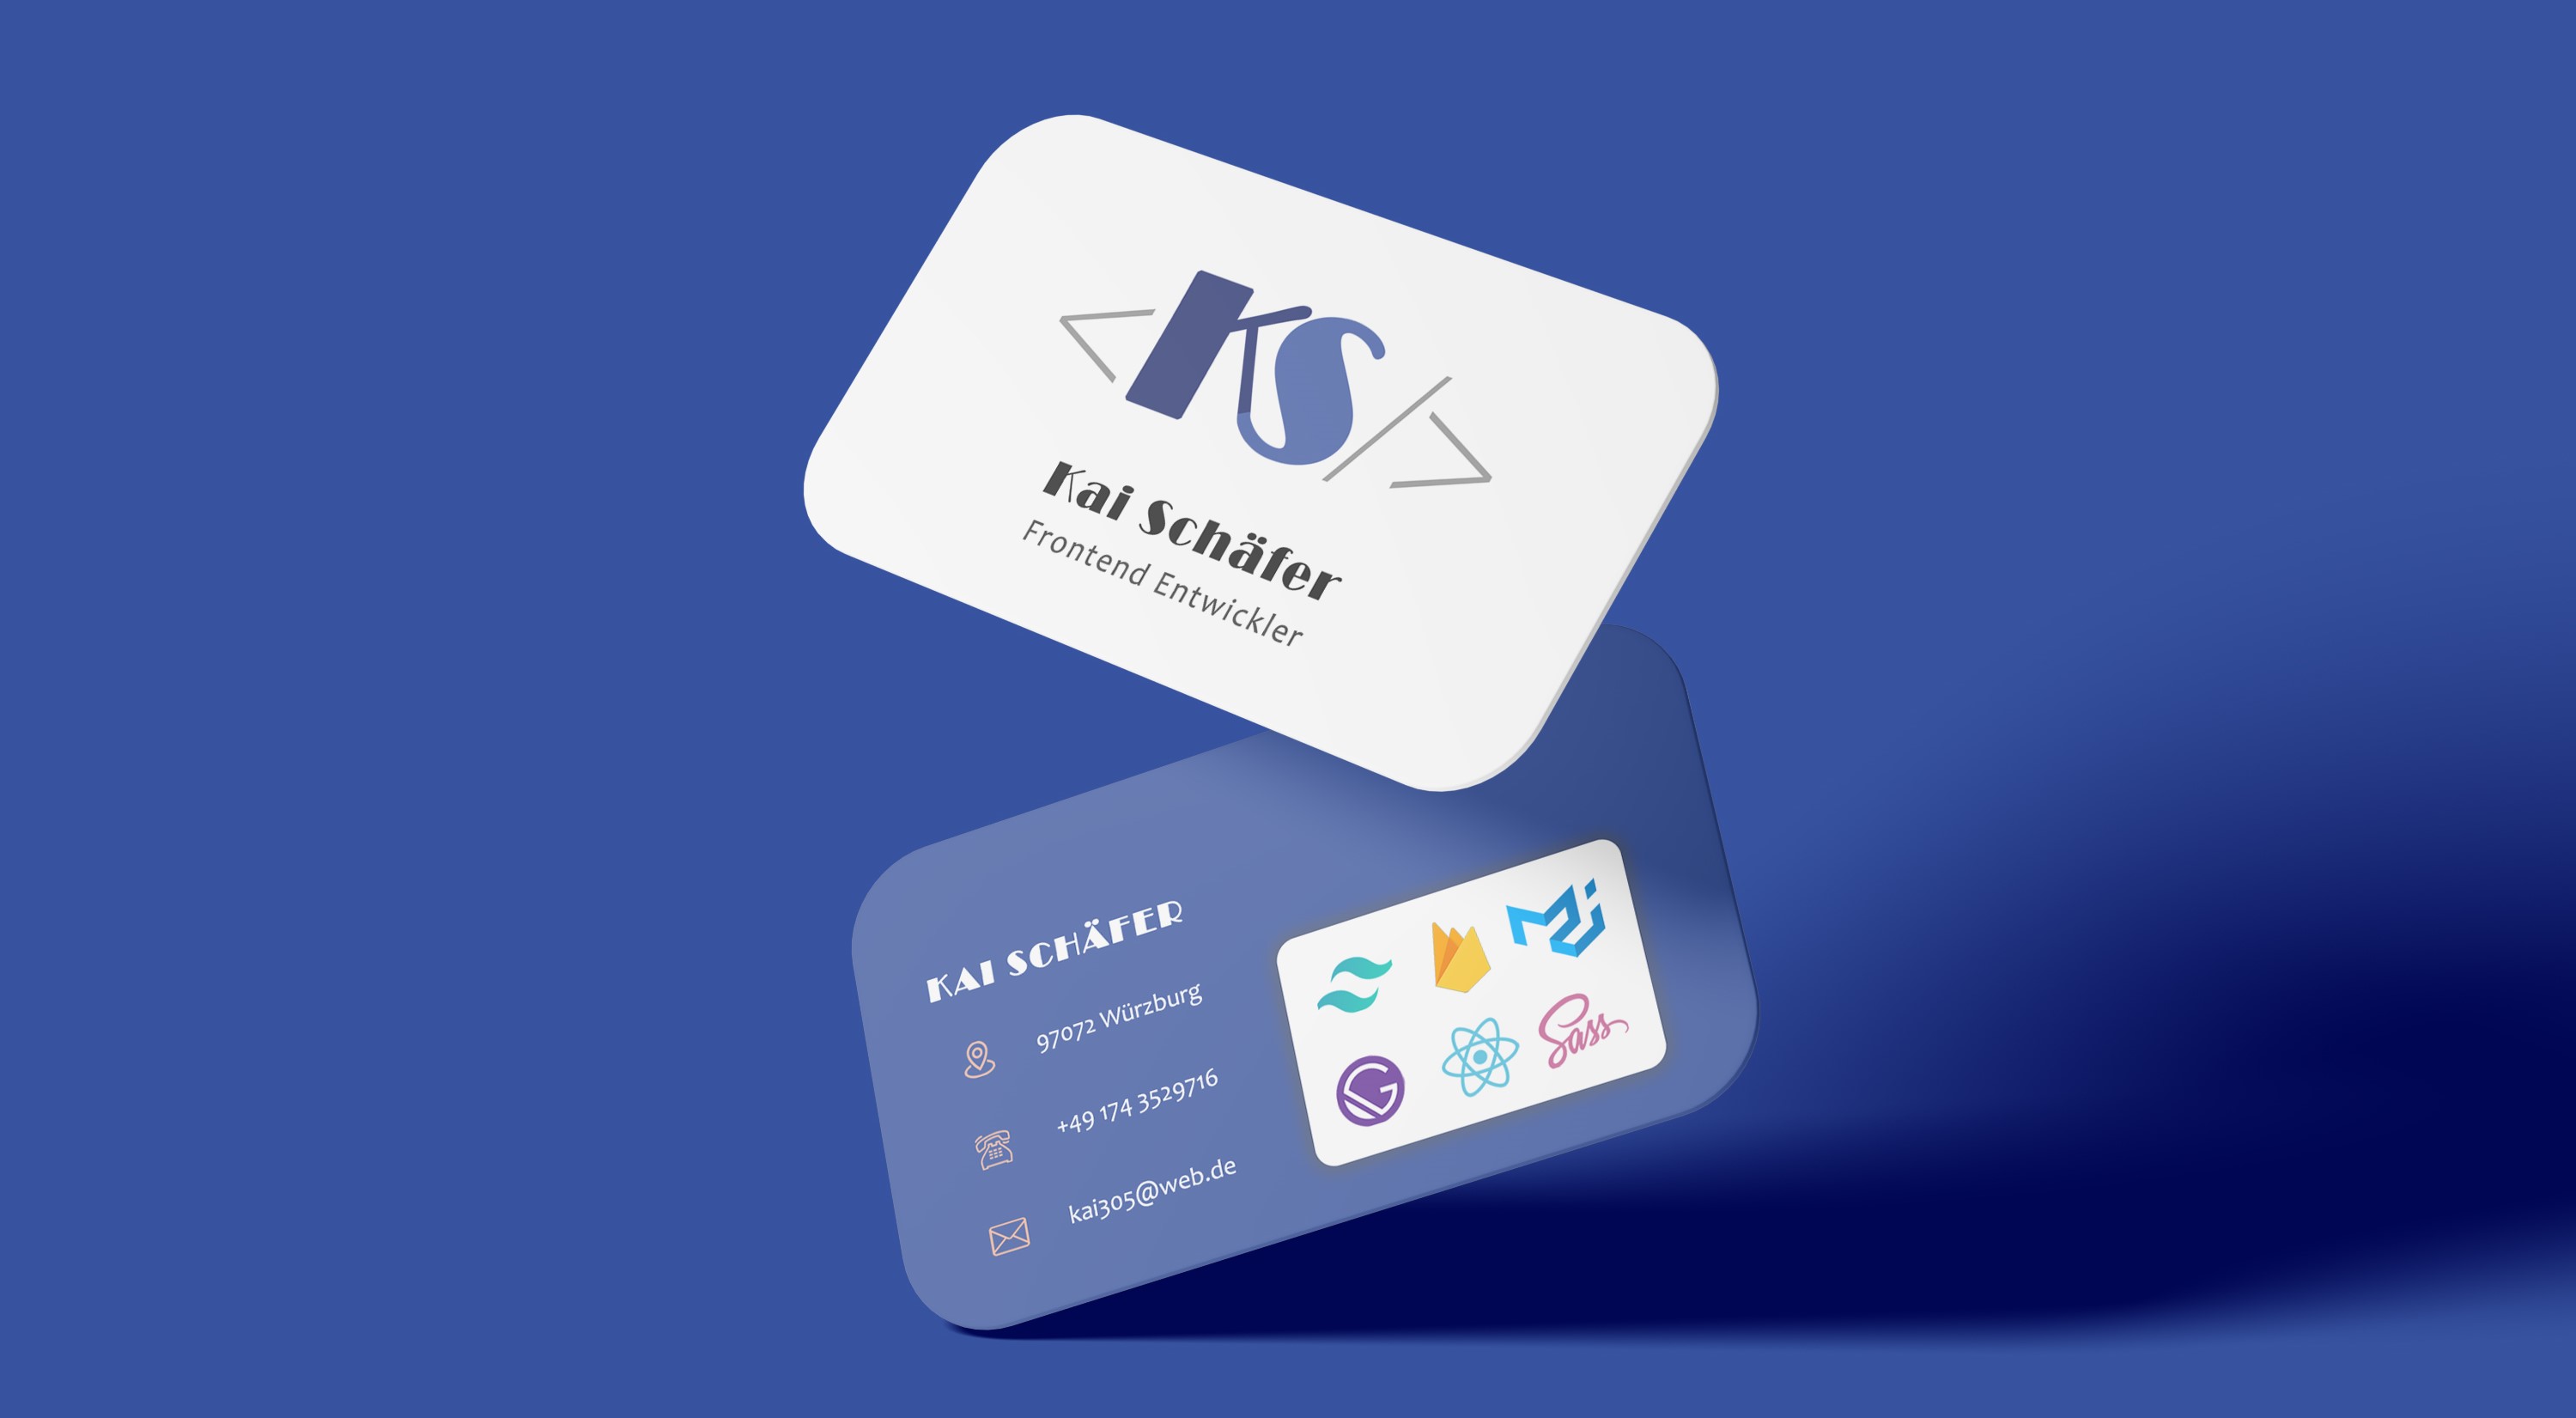 <KS/>
Kai Schäfer
Frontend Entwickler
KAI SCHÄFER
97072 Würzburg
+49 174 3529716
kai305@web.de
Sass